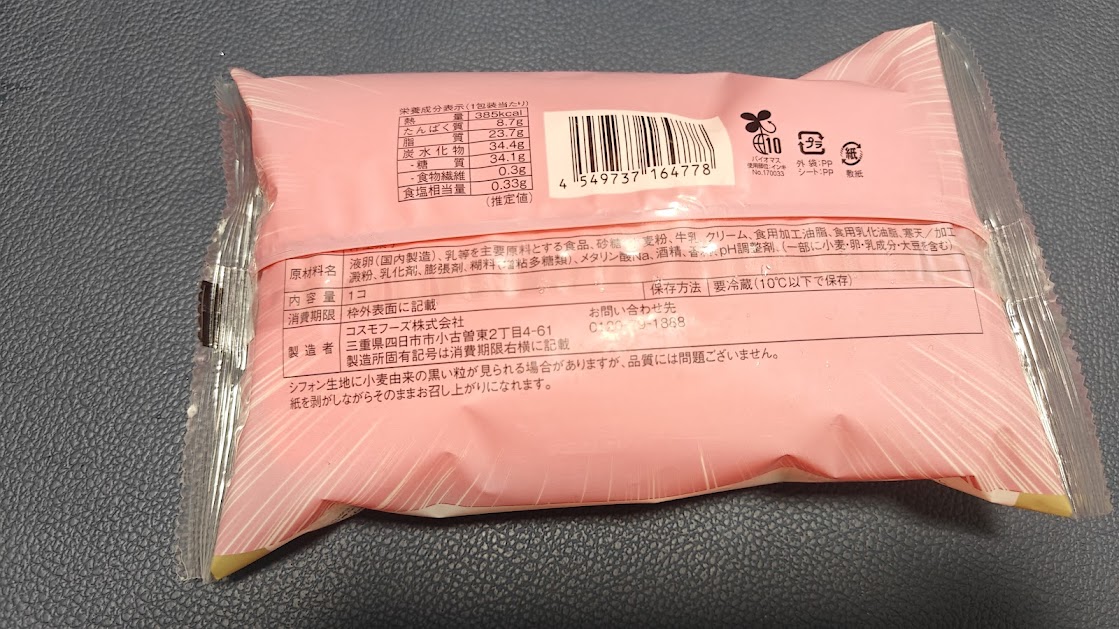 栄養成分表示(1包装当たり)
熱量 385kcal
たんぱく質 8.7g
脂質 23.7g
炭水化物 34.4g
-糖質 34.1g
-食物繊維 0.3g
食塩相当量 0.33g
(推定値)
4 549737 164778
10
バイオマス
使用部位:インキ
No.170033
プラ
外袋:PP
シート:PP
紙
敷紙
原材料名 液卵(国内製造)、乳等を主要原料とする食品、砂糖、麦粉、牛乳、クリーム、食用加工油脂、食用乳化油脂、寒天/加工
澱粉、乳化剤、膨張剤、糊料(増粘多糖類)、メタリン酸Na、酒精、pH調整剤、(一部に小麦・卵・乳成分・大豆を含む)
内容量 1コ
消費期限 枠外表面に記載 保存方法 要冷蔵(10℃以下で保存)
製造者 コスモフーズ株式会社 お問い合わせ先
三重県四日市市小古曽東2丁目4-61
製造所固有記号は消費期限右横に記載
シフォン生地に小麦由来の黒い粒が見られる場合がありますが、品質には問題ございません。
紙を剥がしながらそのままお召し上がりになれます。